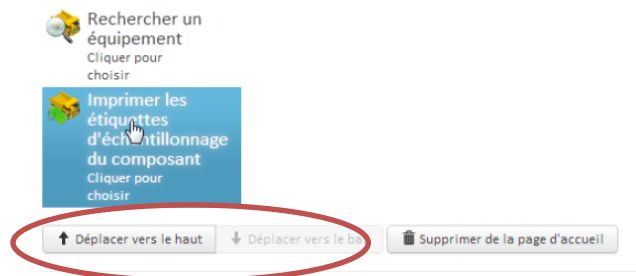 Rechercher un
équipement
Cliquer pour
choisir
Imprimer les
étiquettes
d'échantillonnage
du composant
Cliquer pour
choisir
Déplacer vers le haut Déplacer vers le bas Supprimer de la page d'accueil